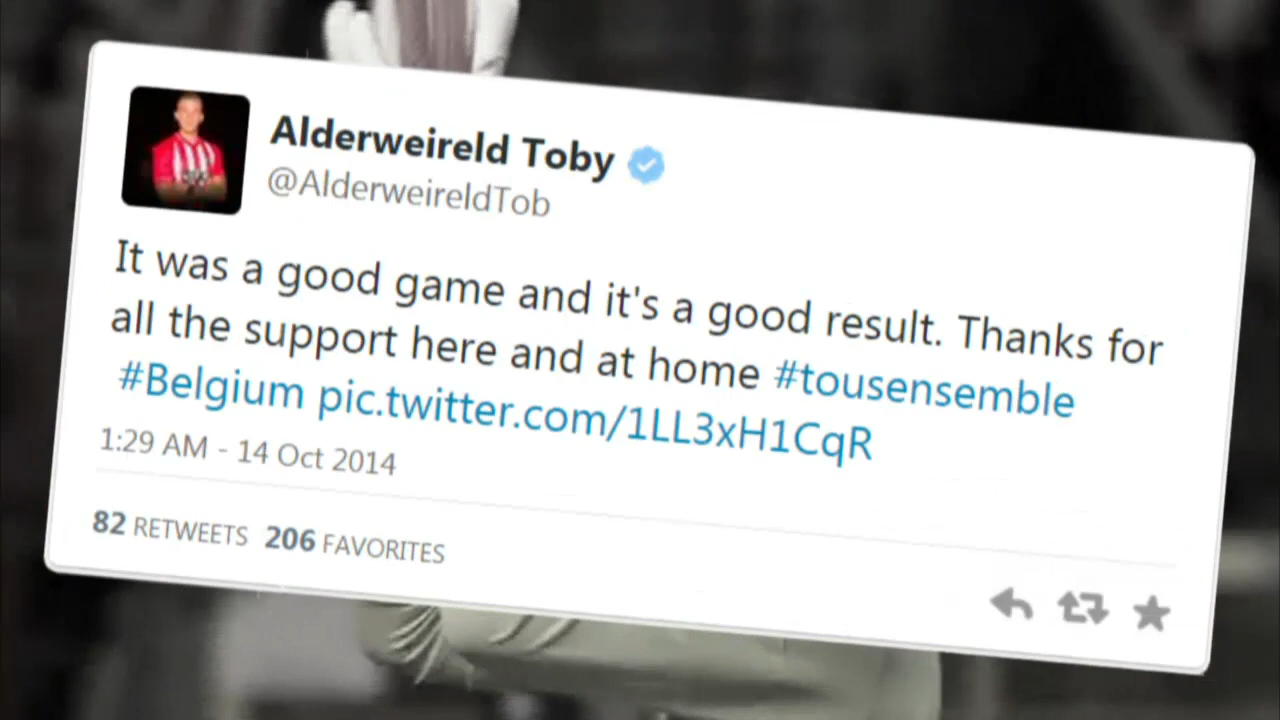 Alderweireld Toby
@AlderweireldTob
It was a good game and it's a good result. Thanks for
all the support here and at home #tousensemble
#Belgium pic.twitter.com/1LL3xH1CqR
1:29 AM - 14 Oct 2014
82 RETWEETS 206 FAVORITES